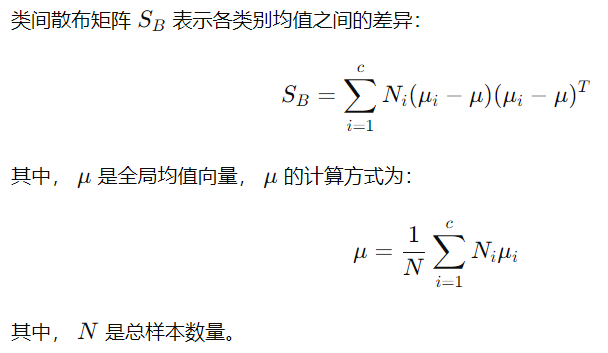 类间散布矩阵 $S_B$ 表示各类别均值之间的差异：
$$S_B = \sum_{i=1}^{c} N_i(\mu_i - \mu)(\mu_i - \mu)^T$$
其中， $\mu$ 是全局均值向量， $\mu$ 的计算方式为：
$$\mu = \frac{1}{N} \sum_{i=1}^{c} N_i \mu_i$$
其中， $N$ 是总样本数量。